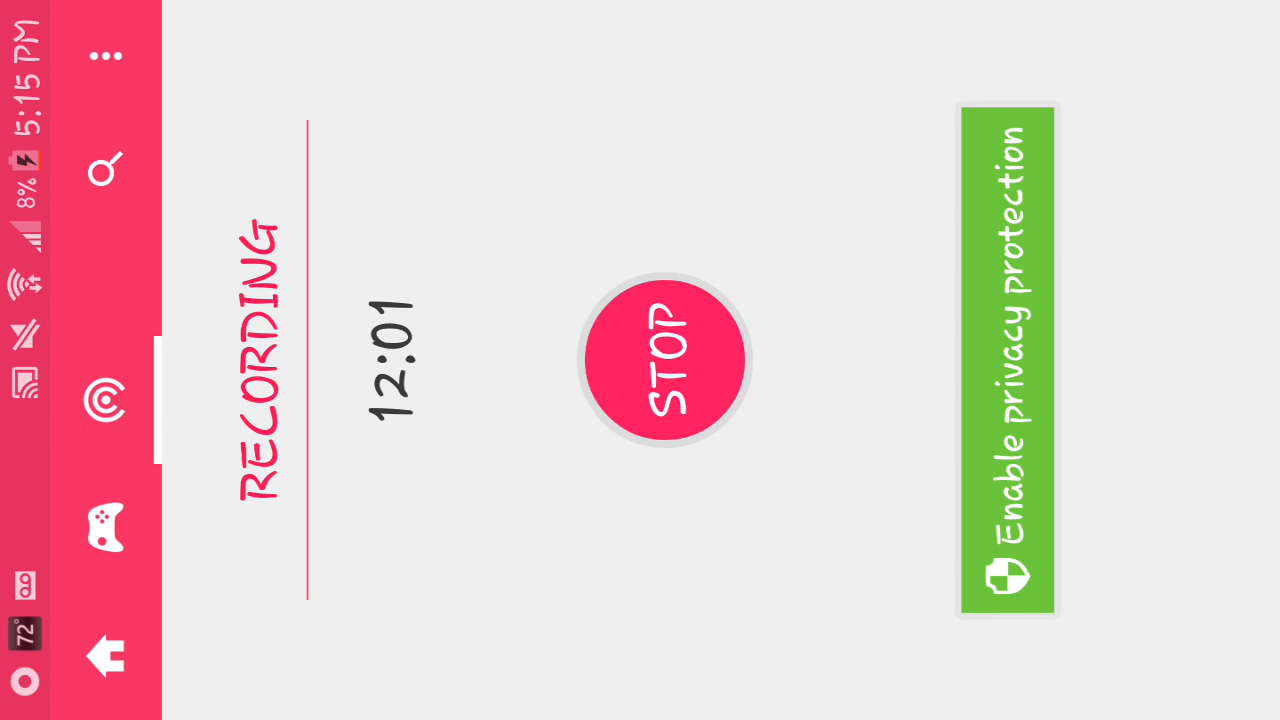 72° 8% 5:15 PM
RECORDING
12:01
STOP
Enable privacy protection